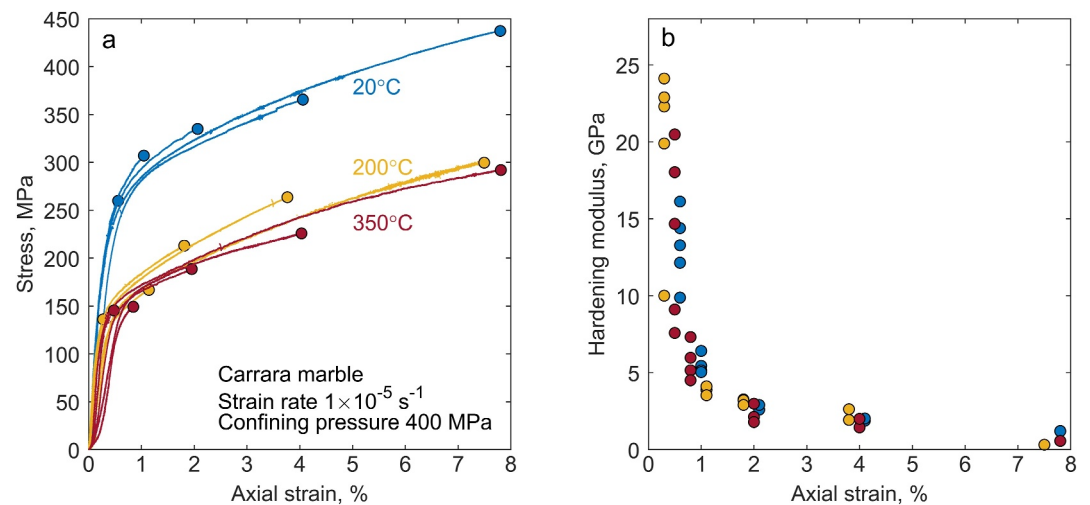 a
450
400
350
300
250
200
150
100
50
0
Stress, MPa
20°C
200°C
350°C
Carrara marble
Strain rate 1×10⁻⁵ s⁻¹
Confining pressure 400 MPa
0 1 2 3 4 5 6 7 8
Axial strain, %
b
25
20
15
10
5
0
Hardening modulus, GPa
0 1 2 3 4 5 6 7 8
Axial strain, %